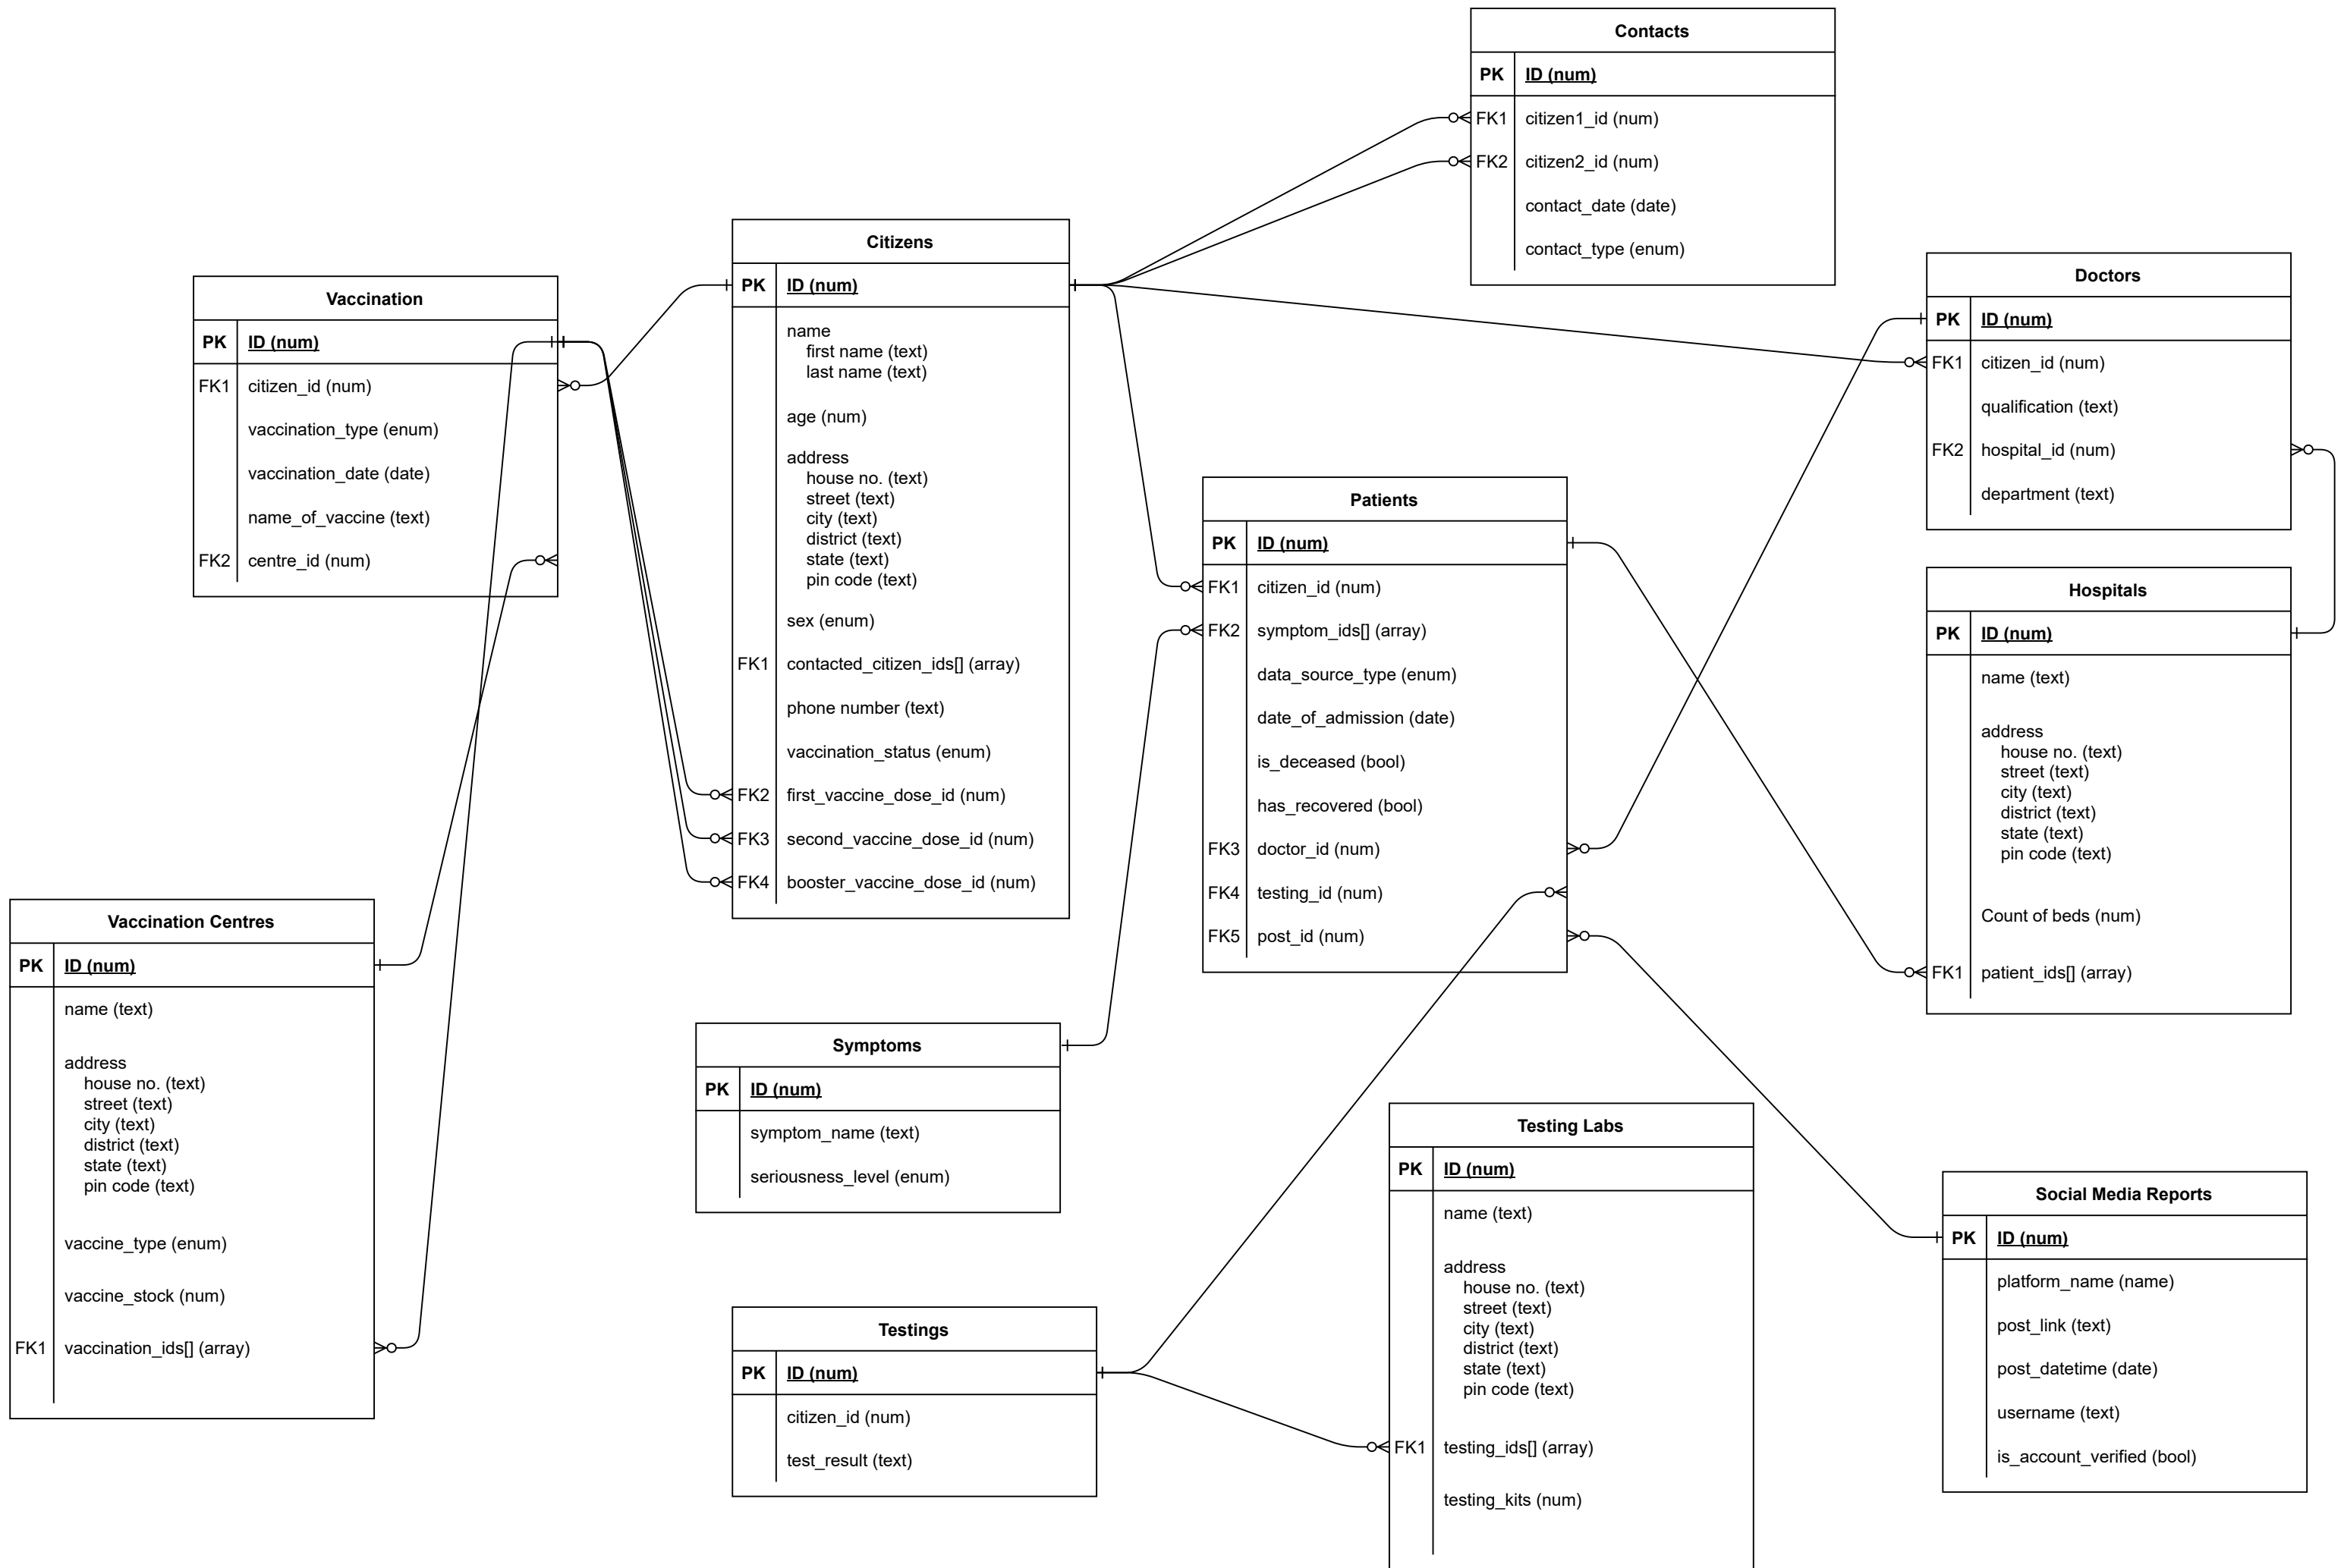 Contacts
PK ID (num)
FK1 citizen1_id (num)
FK2 citizen2_id (num)
contact_date (date)
contact_type (enum)
Citizens
PK ID (num)
name
first name (text)
last name (text)
age (num)
address
house no. (text)
street (text)
city (text)
district (text)
state (text)
pin code (text)
sex (enum)
FK1 contacted_citizen_ids[] (array)
phone number (text)
vaccination_status (enum)
FK2 first_vaccine_dose_id (num)
FK3 second_vaccine_dose_id (num)
FK4 booster_vaccine_dose_id (num)
Doctors
PK ID (num)
FK1 citizen_id (num)
qualification (text)
FK2 hospital_id (num)
department (text)
Vaccination
PK ID (num)
FK1 citizen_id (num)
vaccination_type (enum)
vaccination_date (date)
name_of_vaccine (text)
FK2 centre_id (num)
Patients
PK ID (num)
FK1 citizen_id (num)
FK2 symptom_ids[] (array)
data_source_type (enum)
date_of_admission (date)
is_deceased (bool)
has_recovered (bool)
FK3 doctor_id (num)
FK4 testing_id (num)
FK5 post_id (num)
Hospitals
PK ID (num)
name (text)
address
house no. (text)
street (text)
city (text)
district (text)
state (text)
pin code (text)
Count of beds (num)
FK1 patient_ids[] (array)
Vaccination Centres
PK ID (num)
name (text)
address
house no. (text)
street (text)
city (text)
district (text)
state (text)
pin code (text)
vaccine_type (enum)
vaccine_stock (num)
FK1 vaccination_ids[] (array)
Symptoms
PK ID (num)
symptom_name (text)
seriousness_level (enum)
Testing Labs
PK ID (num)
name (text)
address
house no. (text)
street (text)
city (text)
district (text)
state (text)
pin code (text)
FK1 testing_ids[] (array)
testing_kits (num)
Social Media Reports
PK ID (num)
platform_name (name)
post_link (text)
post_datetime (date)
username (text)
is_account_verified (bool)
Testings
PK ID (num)
citizen_id (num)
test_result (text)